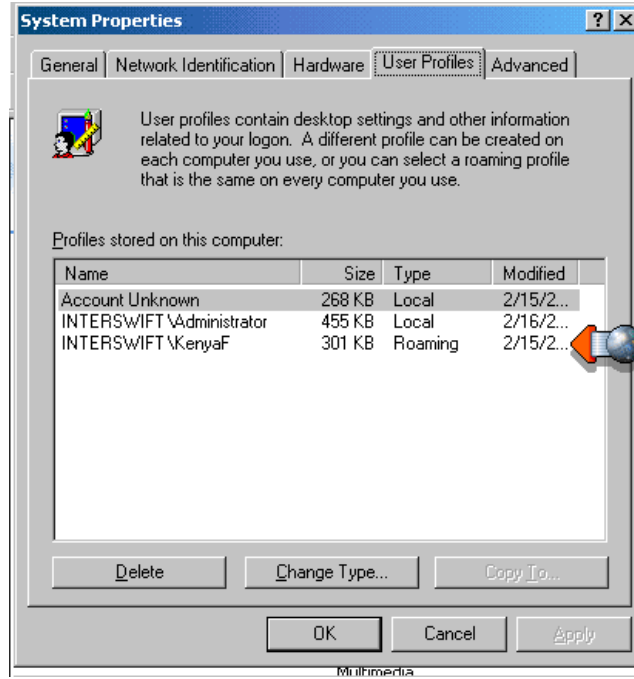 System Properties
General Network Identification Hardware User Profiles Advanced
User profiles contain desktop settings and other information
related to your logon. A different profile can be created on
each computer you use, or you can select a roaming profile
that is the same on every computer you use.
Profiles stored on this computer:
Name Size Type Modified
Account Unknown 268 KB Local 2/15/2...
INTERSWIFT\Administrator 455 KB Local 2/16/2...
INTERSWIFT\KenyaF 301 KB Roaming 2/15/2...
Delete Change Type... Copy To...
OK Cancel Apply
Multimedia